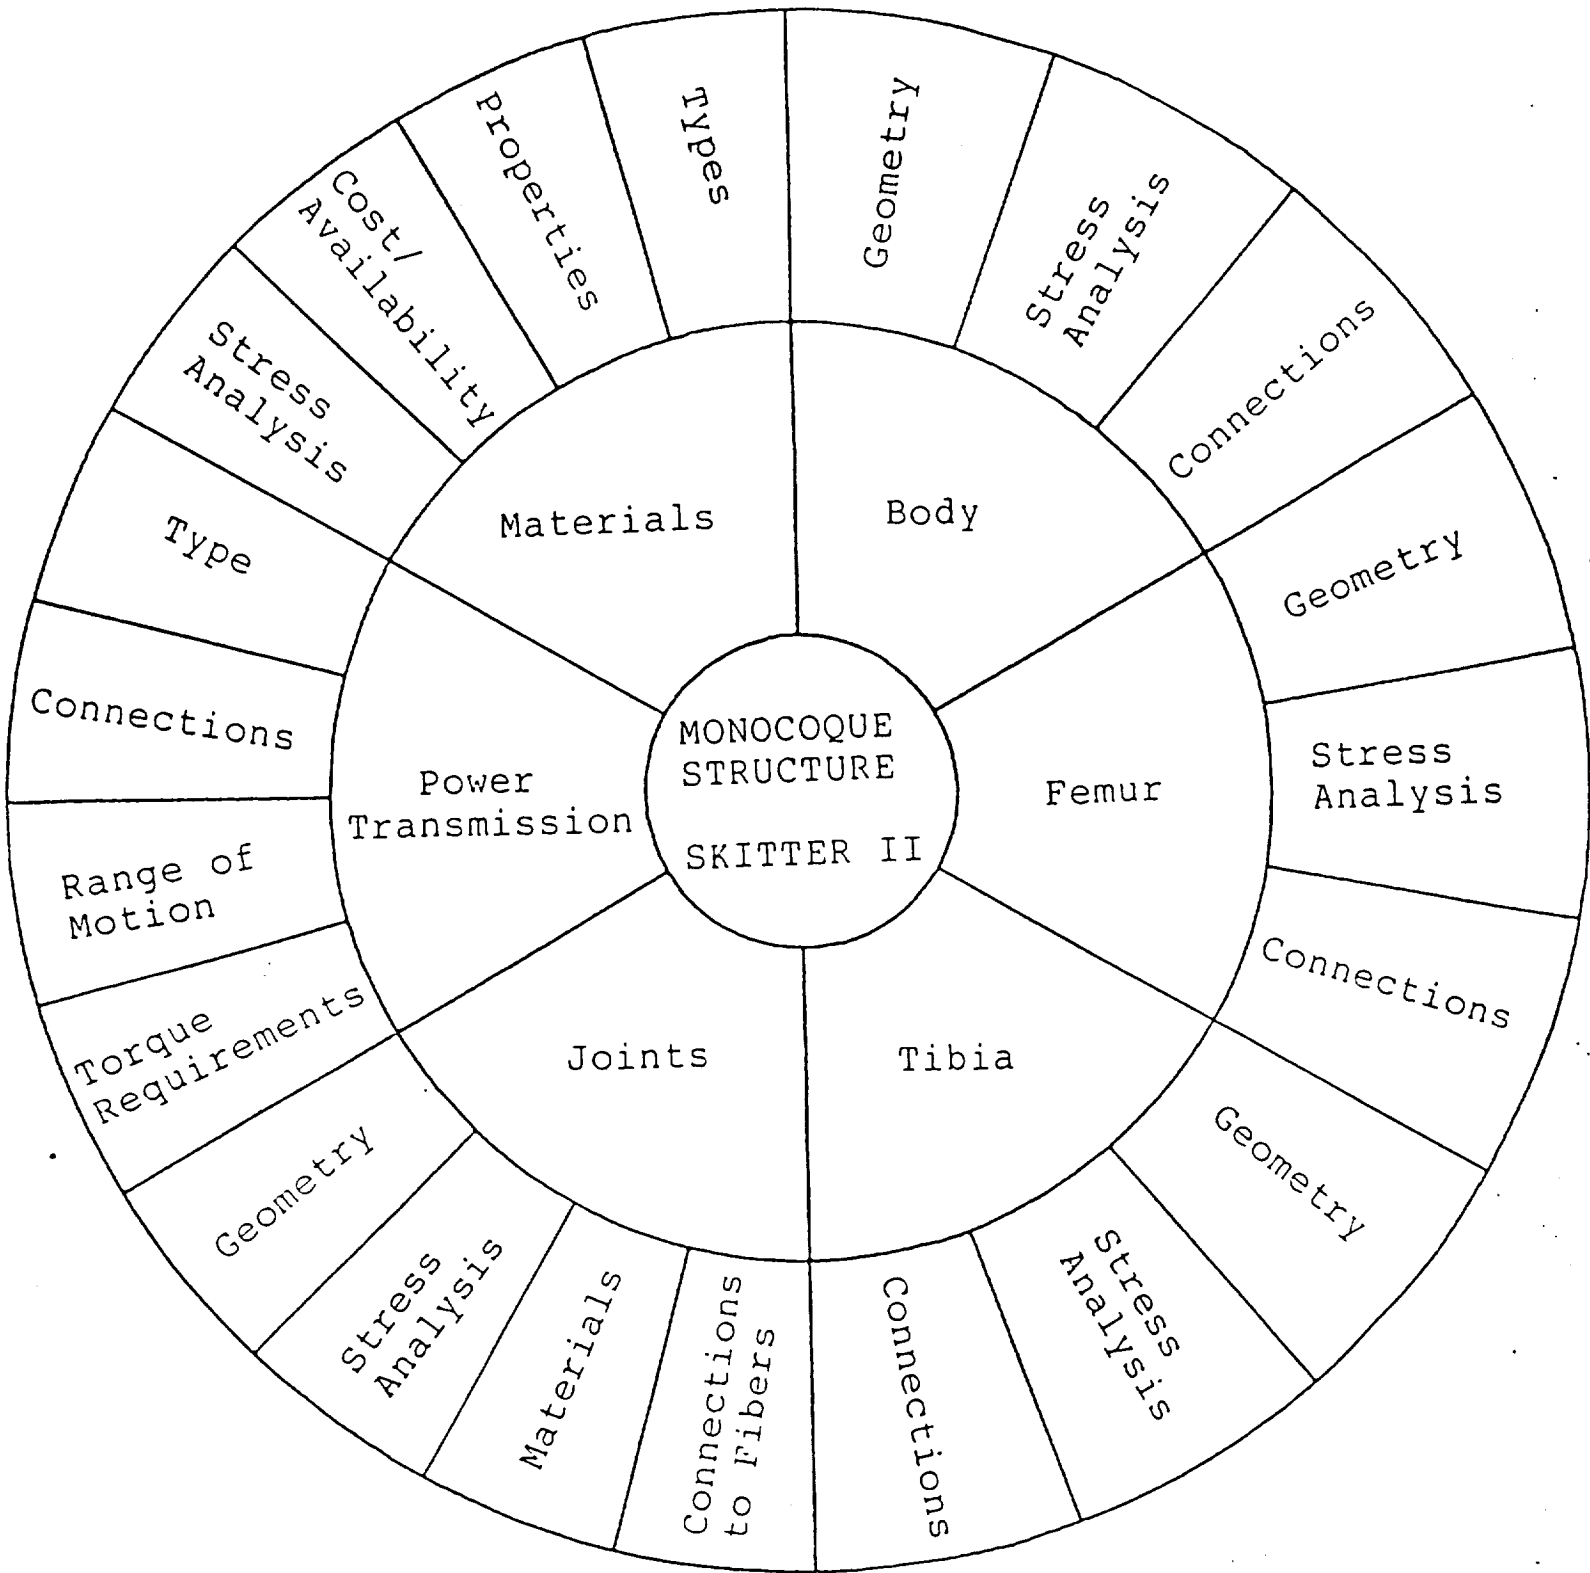 MONOCOQUE
STRUCTURE
SKITTER II
Body
Geometry
Stress
Analysis
Connections
Femur
Geometry
Stress
Analysis
Connections
Tibia
Geometry
Stress
Analysis
Connections
Joints
Connections
to Fibers
Materials
Stress
Analysis
Geometry
Power
Transmission
Torque
Requirements
Range of
Motion
Connections
Type
Materials
Stress
Analysis
Cost/
Availability
Properties
Types